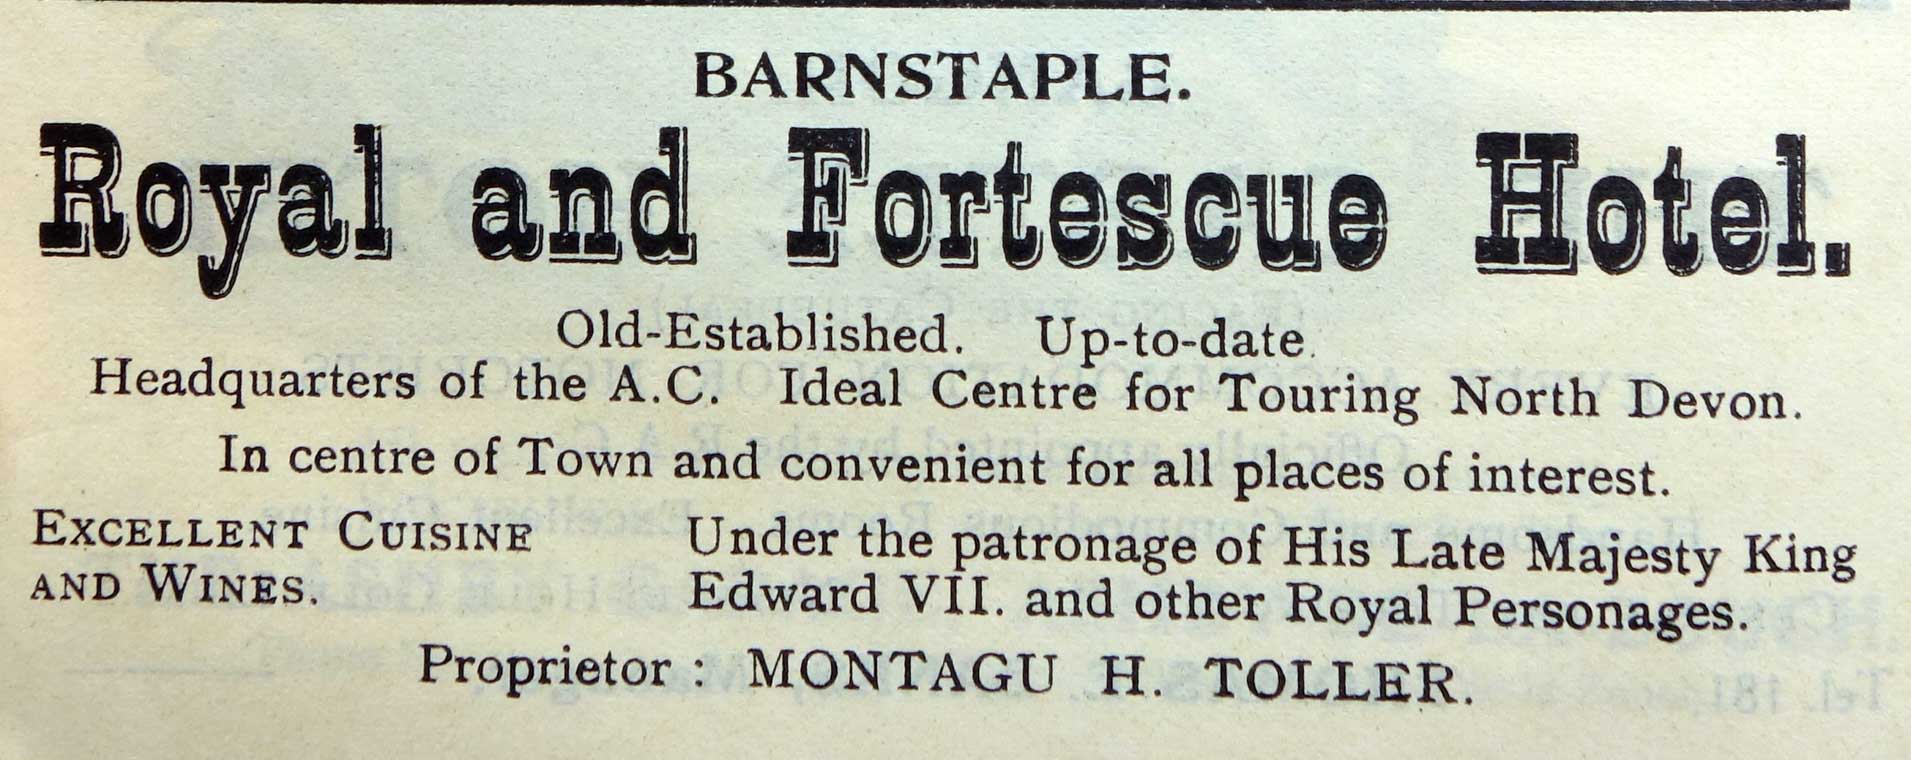 BARNSTAPLE.
Royal and Fortescue Hotel.
Old-Established. Up-to-date.
Headquarters of the A.C. Ideal Centre for Touring North Devon.
In centre of Town and convenient for all places of interest.
EXCELLENT CUISINE
AND WINES.
Under the patronage of His Late Majesty King
Edward VII. and other Royal Personages.
Proprietor : MONTAGU H. TOLLER.